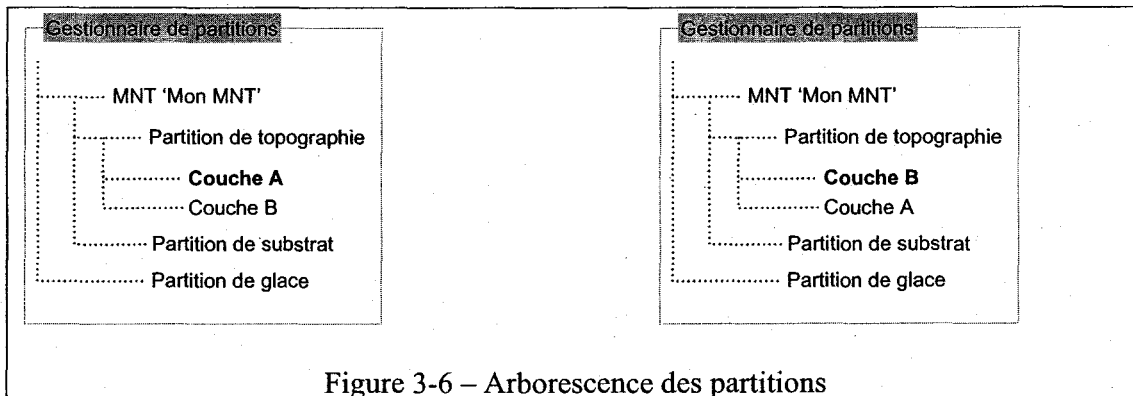 Gestionnaire de partitions
MNT 'Mon MNT'
Partition de topographie
Couche A
Couche B
Partition de substrat
Partition de glace
Gestionnaire de partitions
MNT 'Mon MNT'
Partition de topographie
Couche B
Couche A
Partition de substrat
Partition de glace
Figure 3-6 – Arborescence des partitions